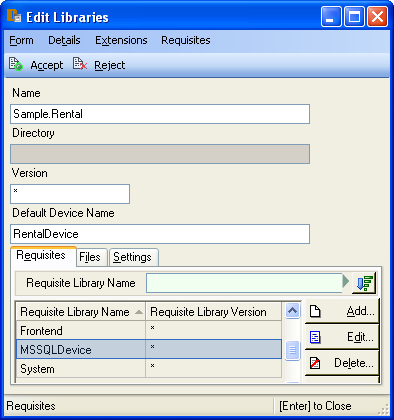 Edit Libraries
Form Details Extensions Requisites
Accept Reject
Name
Sample.Rental
Directory
Version
*
Default Device Name
RentalDevice
Requisites Files Settings
Requisite Library Name
Requisite Library Name Requisite Library Version
Frontend *
MSSQLDevice *
System *
Add...
Edit...
Delete...
Requisites [Enter] to Close